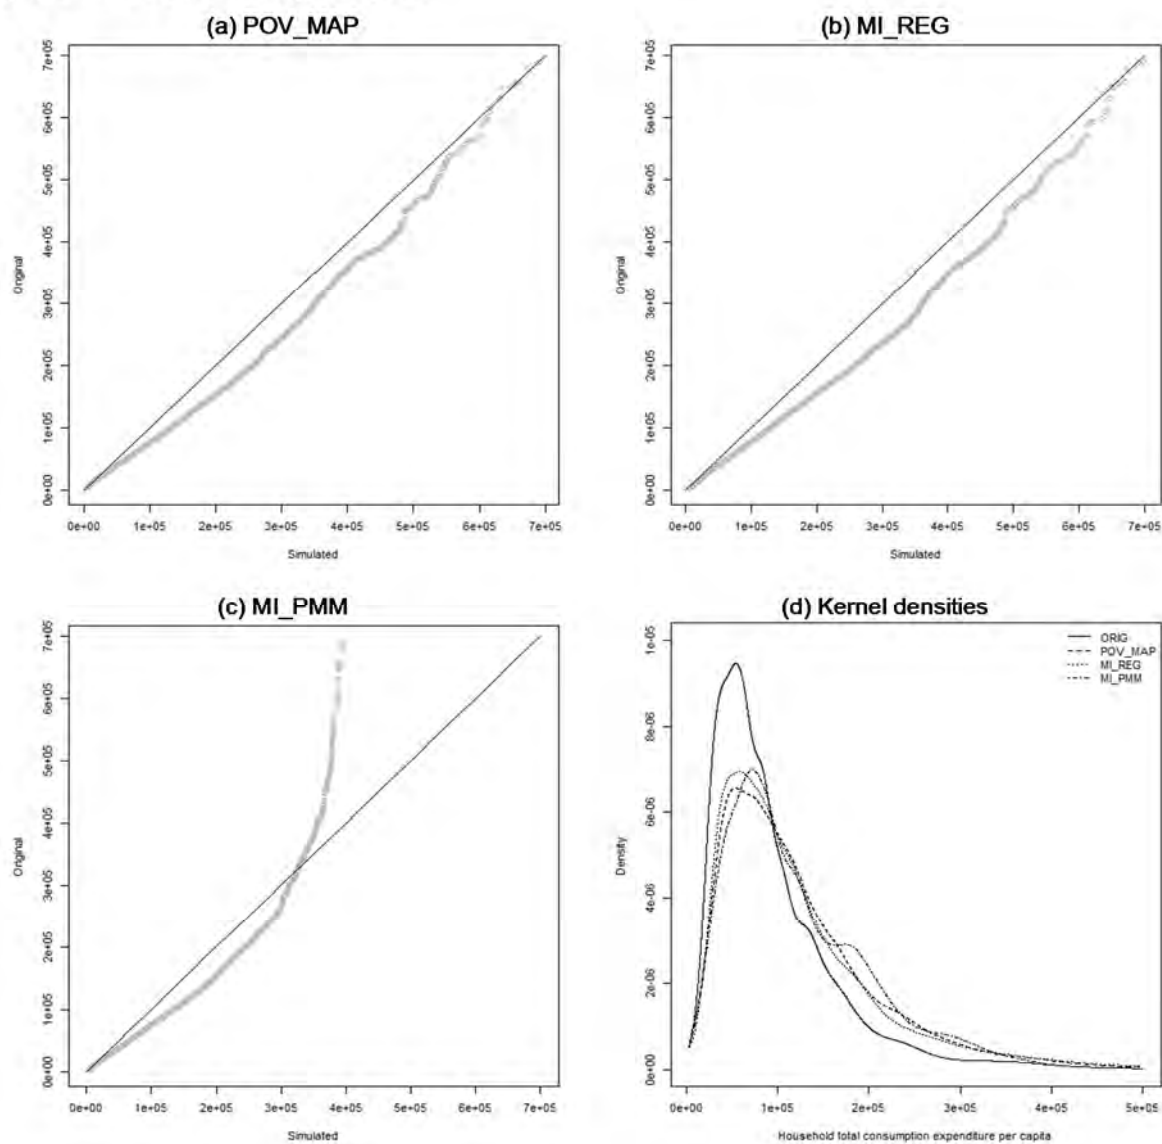 (a) POV_MAP
7e+05
6e+05
5e+05
4e+05
3e+05
2e+05
1e+05
0e+00
Original
0e+00 1e+05 2e+05 3e+05 4e+05 5e+05 6e+05 7e+05
Simulated
(b) MI_REG
7e+05
6e+05
5e+05
4e+05
3e+05
2e+05
1e+05
0e+00
Original
0e+00 1e+05 2e+05 3e+05 4e+05 5e+05 6e+05 7e+05
Simulated
(c) MI_PMM
7e+05
6e+05
5e+05
4e+05
3e+05
2e+05
1e+05
0e+00
Original
0e+00 1e+05 2e+05 3e+05 4e+05 5e+05 6e+05 7e+05
Simulated
(d) Kernel densities
ORIG
POV_MAP
MI_REG
MI_PMM
1e-05
8e-06
6e-06
4e-06
2e-06
0e+00
Density
0e+00 1e+05 2e+05 3e+05 4e+05 5e+05
Household total consumption expenditure per capita